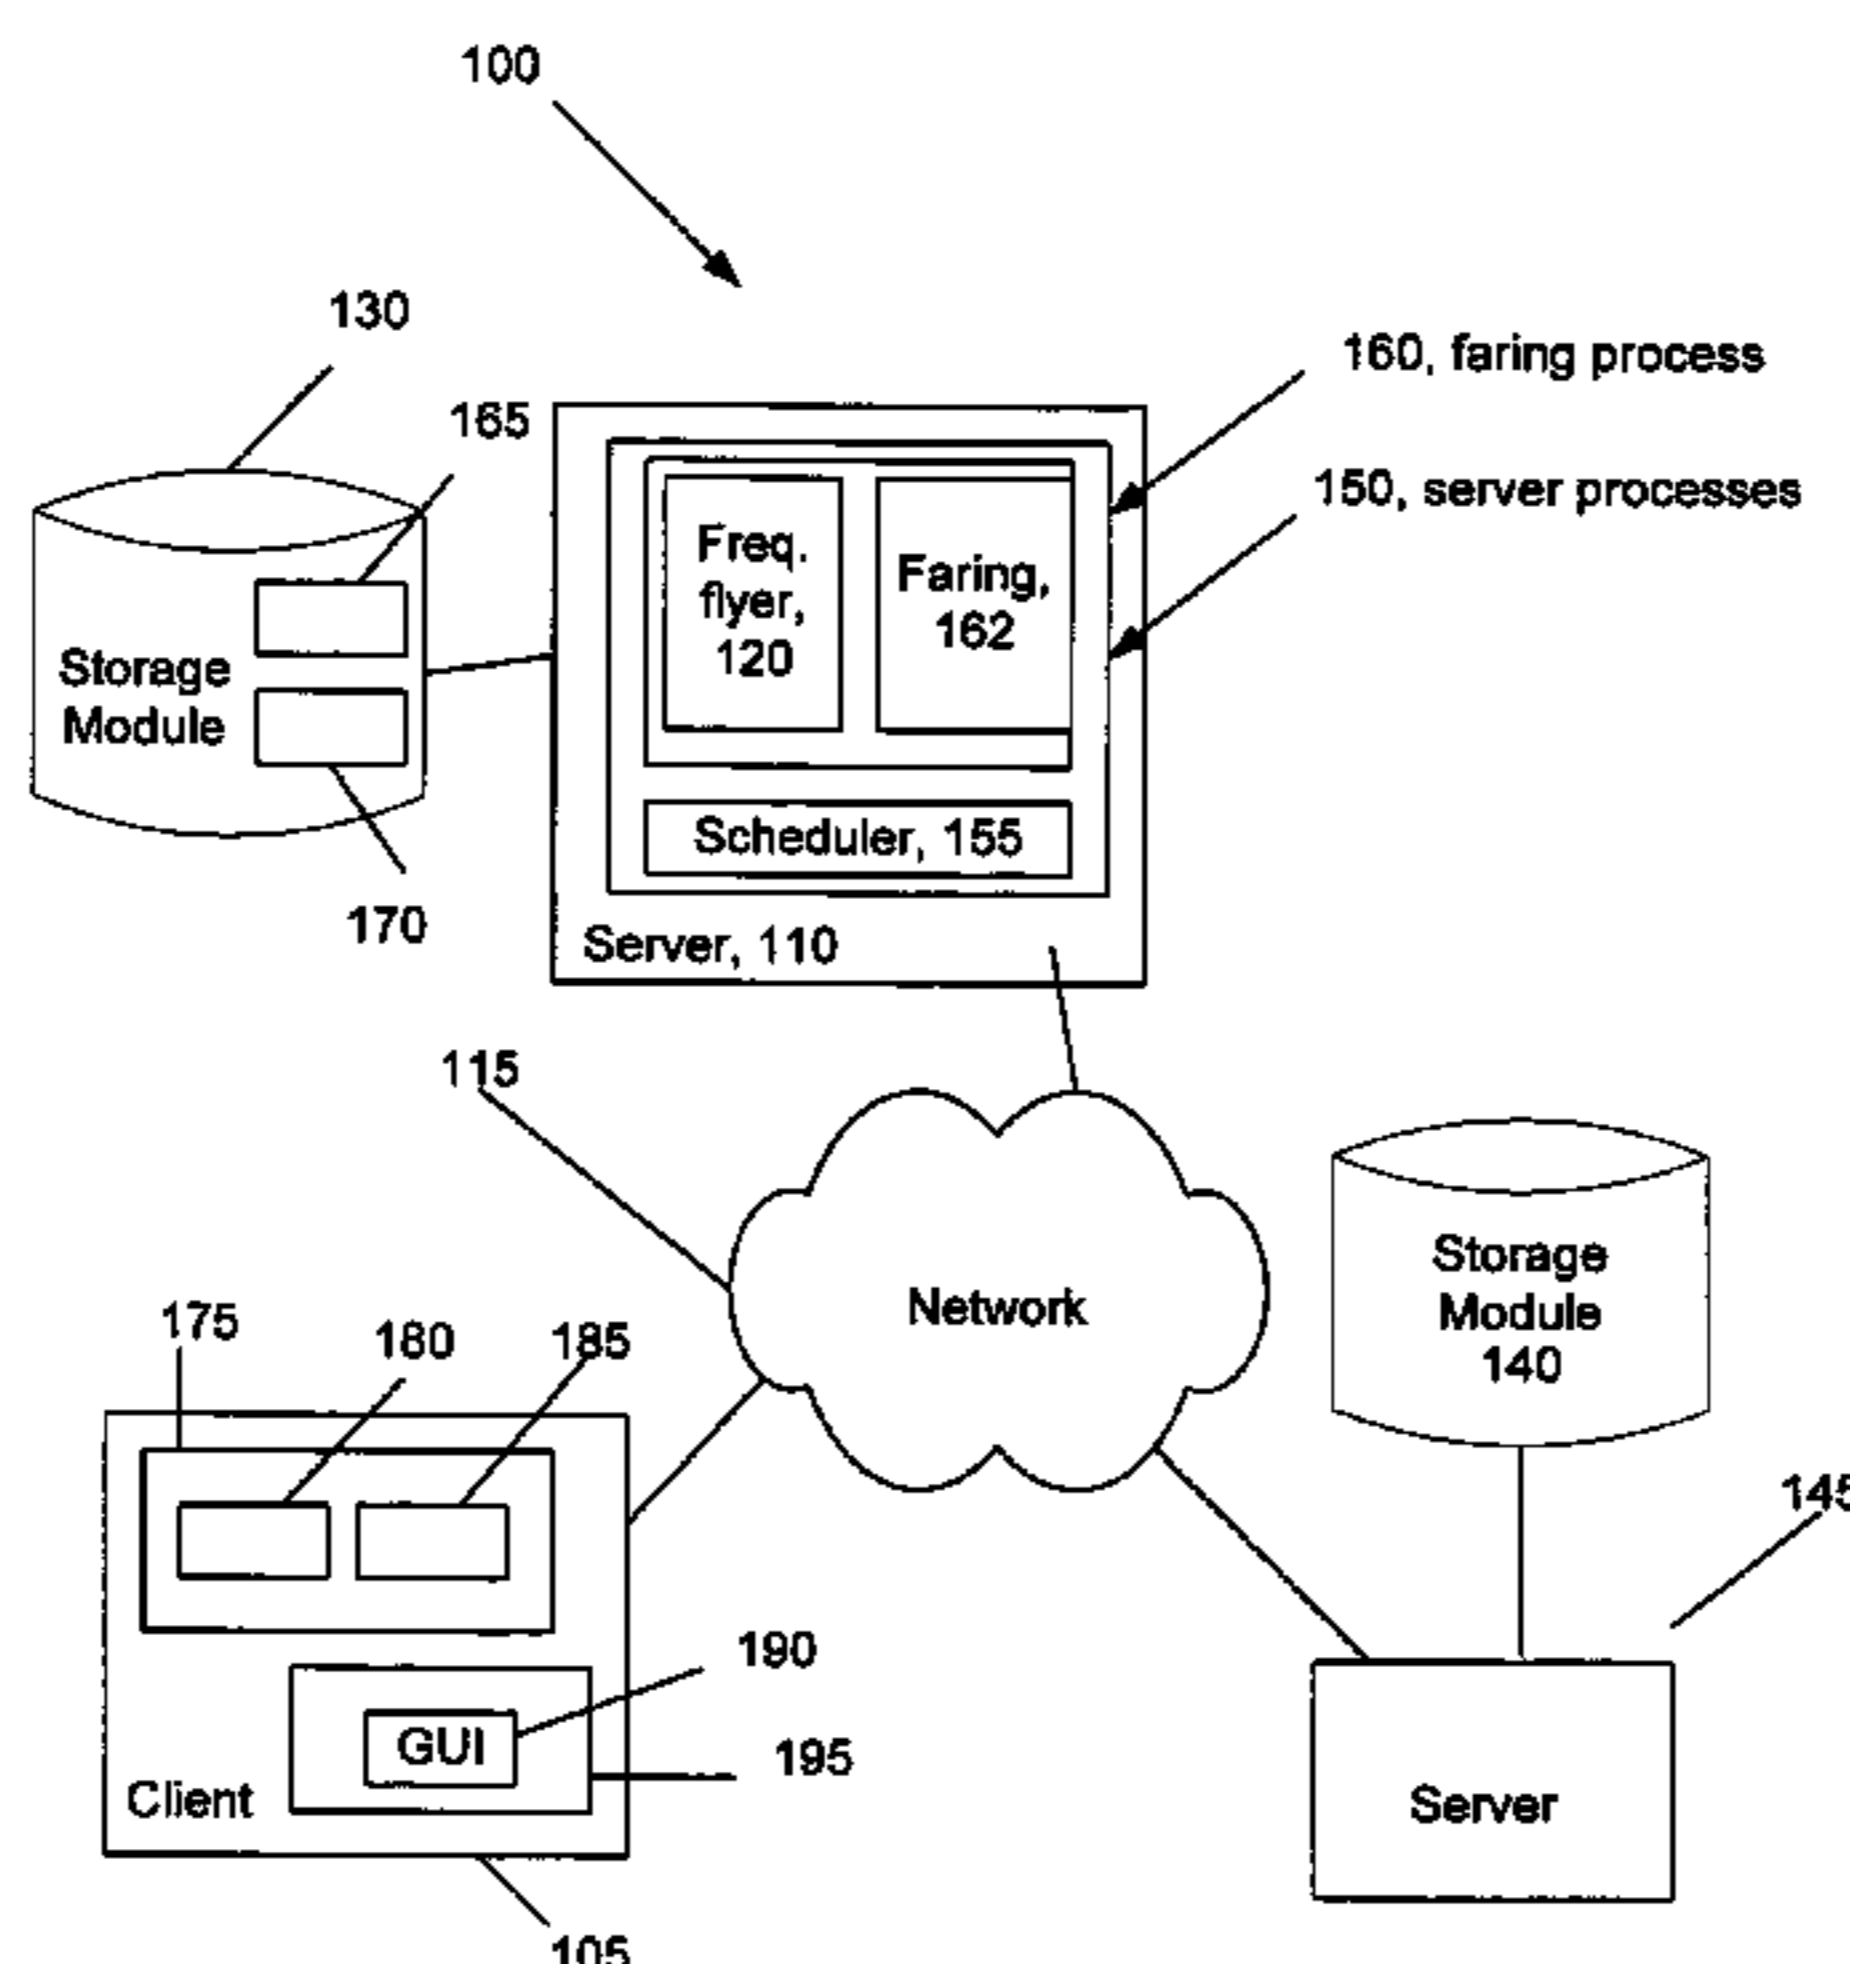 100
130
160, faring process
165
150, server processes
Freq.
flyer,
120
Faring,
162
Storage
Module
Scheduler, 155
170
Server, 110
115
Storage
Module
140
Network
175
180
185
145
190
GUI
195
Client
Server
105